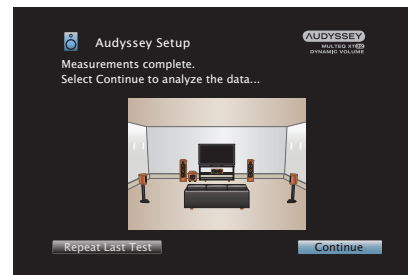 Audyssey Setup
AUDYSSEY
MULTEQ XT32
DYNAMIC VOLUME
Measurements complete.
Select Continue to analyze the data...
Repeat Last Test
Continue